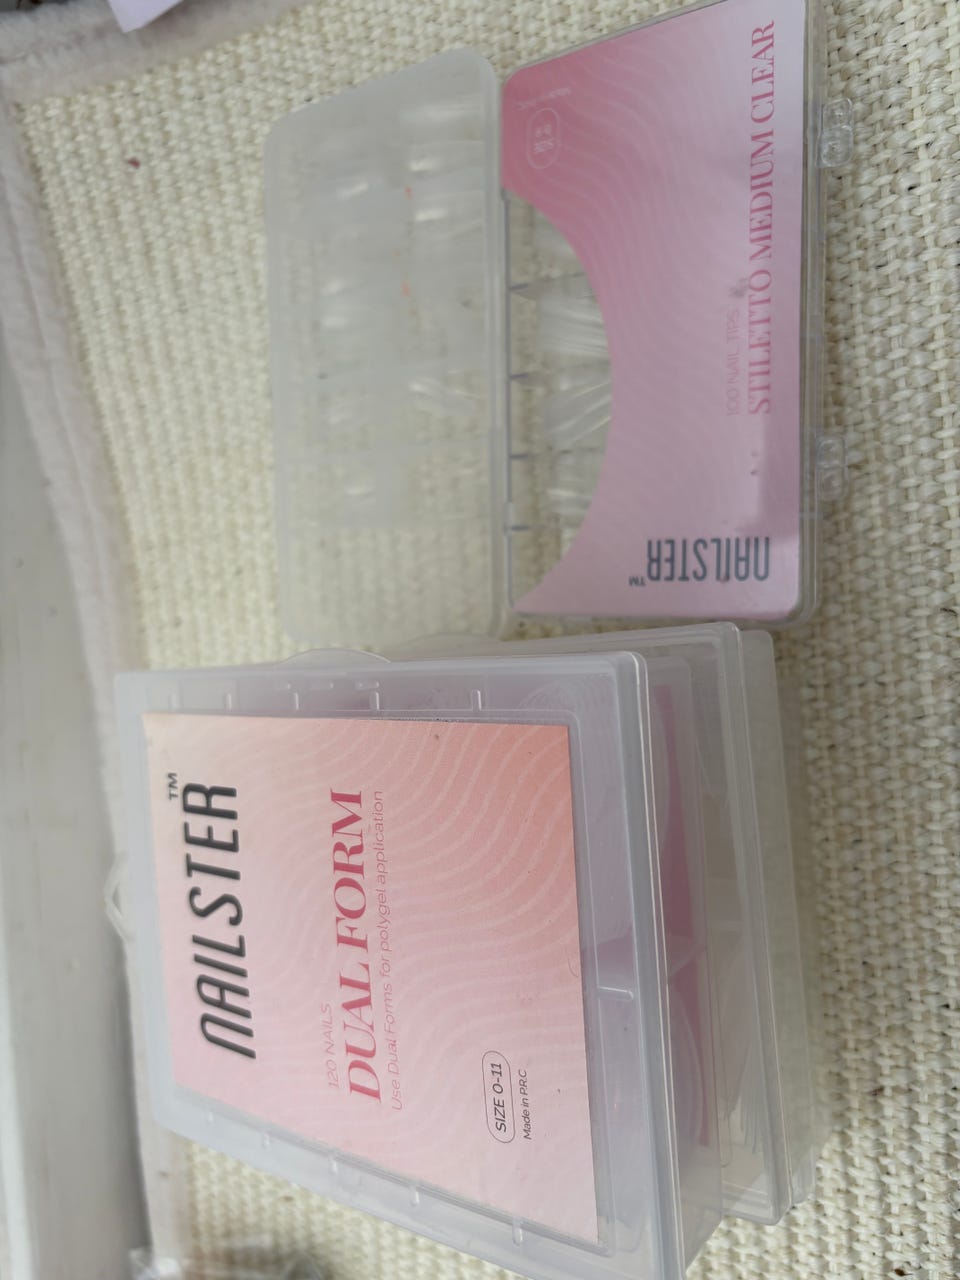 NAILSTER™
120 NAILS
DUAL FORM
Use Dual Forms for polygel application
SIZE 0-11
Made in P.R.C
NAILSTER™
100 NAIL TIPS
STILETTO MEDIUM CLEAR